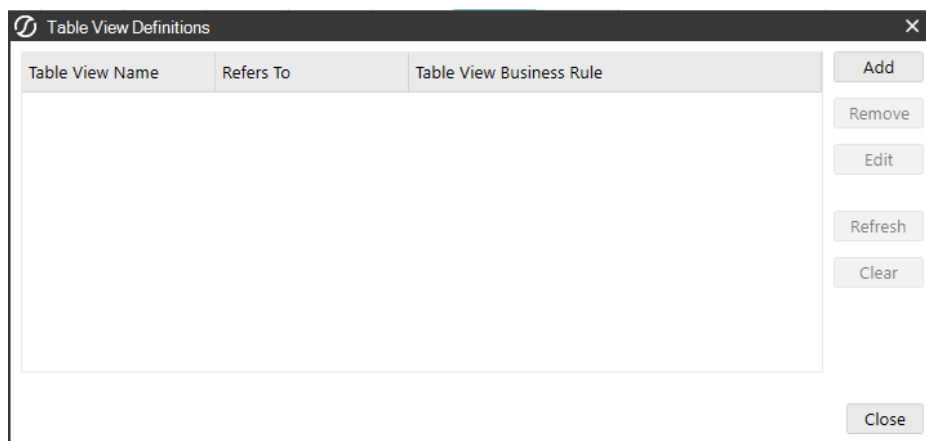 Table View Definitions
Table View Name Refers To Table View Business Rule
Add
Remove
Edit
Refresh
Clear
Close